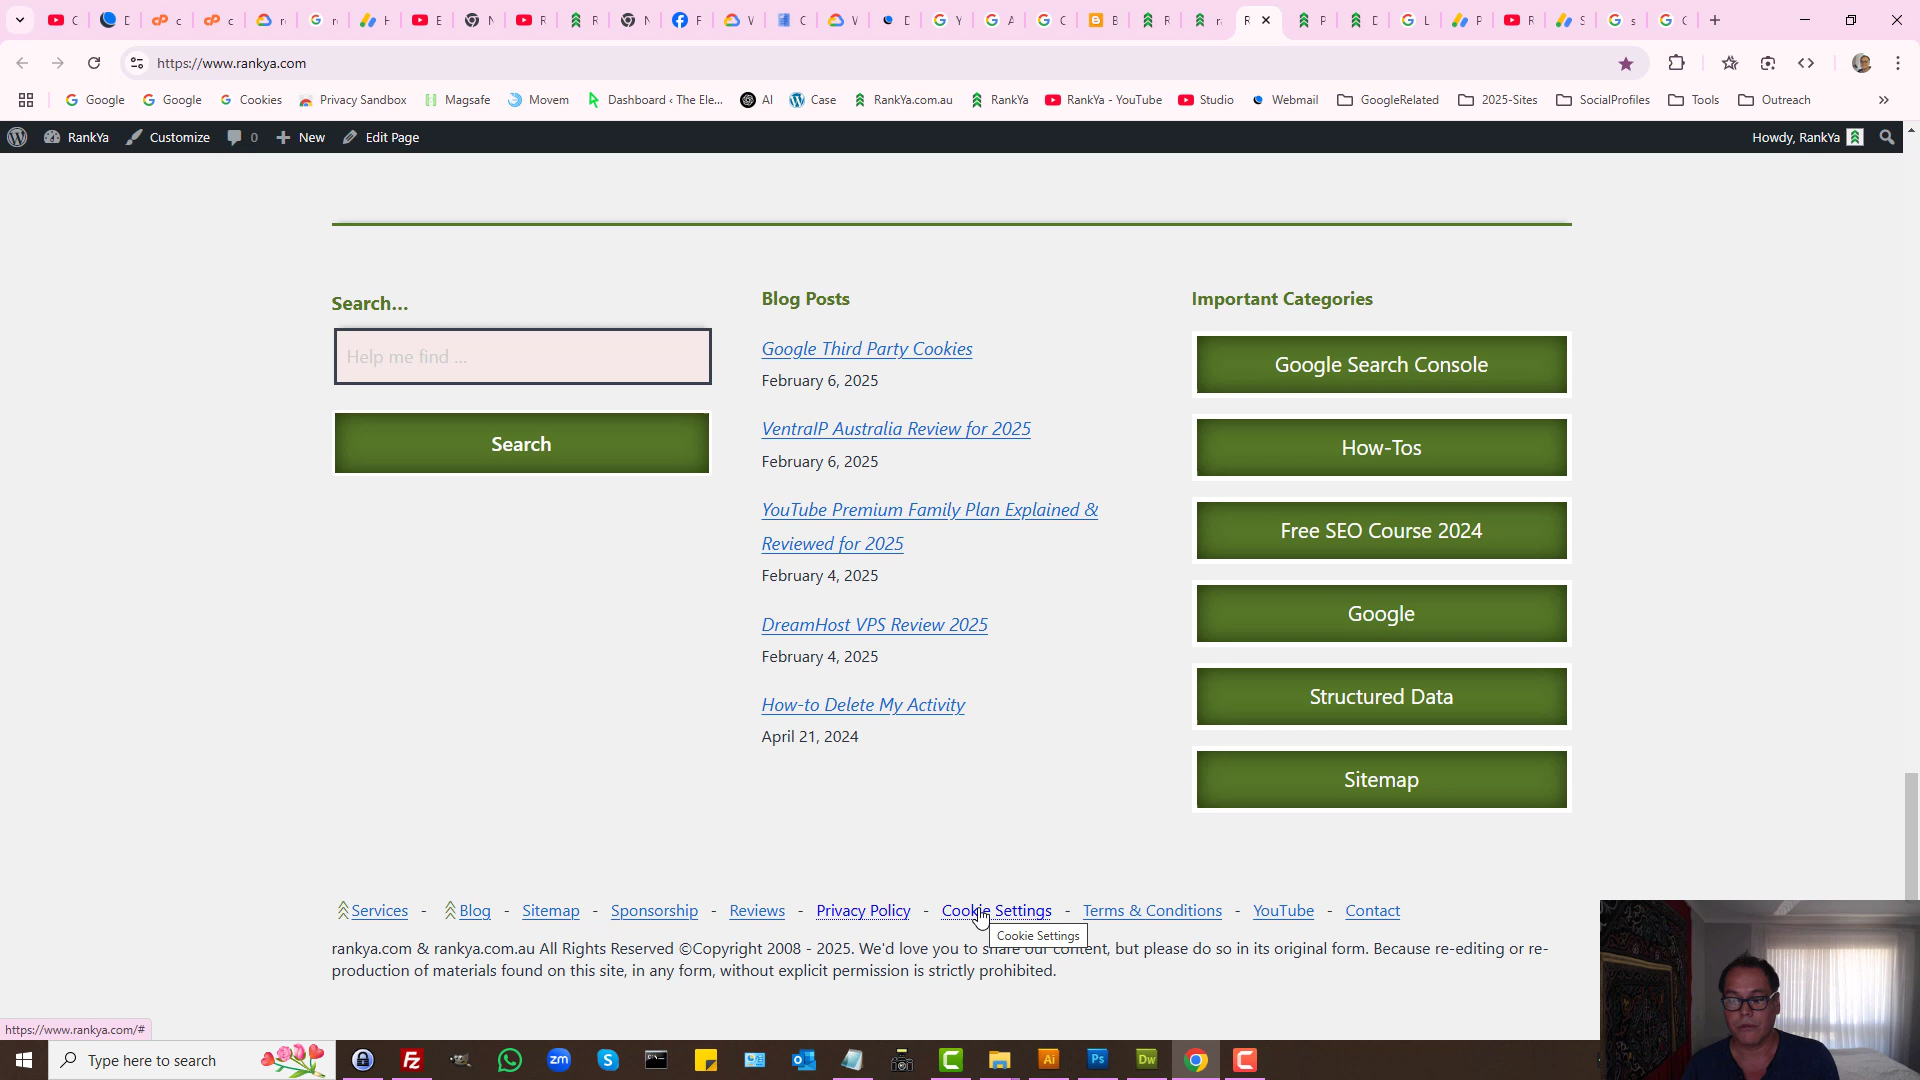 https://www.rankya.com
Google
Google
Cookies
Privacy Sandbox
Magsafe
Movem
Dashboard ‹ The Ele...
AI
Case
RankYa.com.au
RankYa
RankYa - YouTube
Studio
Webmail
GoogleRelated
2025-Sites
SocialProfiles
Tools
Outreach
RankYa
Customize
0
New
Edit Page
Howdy, RankYa
Search...
Help me find ...
Search
Blog Posts
Google Third Party Cookies
February 6, 2025
VentraIP Australia Review for 2025
February 6, 2025
YouTube Premium Family Plan Explained &
Reviewed for 2025
February 4, 2025
DreamHost VPS Review 2025
February 4, 2025
How-to Delete My Activity
April 21, 2024
Important Categories
Google Search Console
How-Tos
Free SEO Course 2024
Google
Structured Data
Sitemap
Services - Blog - Sitemap - Sponsorship - Reviews - Privacy Policy - Cookie Settings - Terms & Conditions - YouTube - Contact
Cookie Settings
rankya.com & rankya.com.au All Rights Reserved ©Copyright 2008 - 2025. We'd love you to share our content, but please do so in its original form. Because re-editing or re-
production of materials found on this site, in any form, without explicit permission is strictly prohibited.
https://www.rankya.com/#
Type here to search